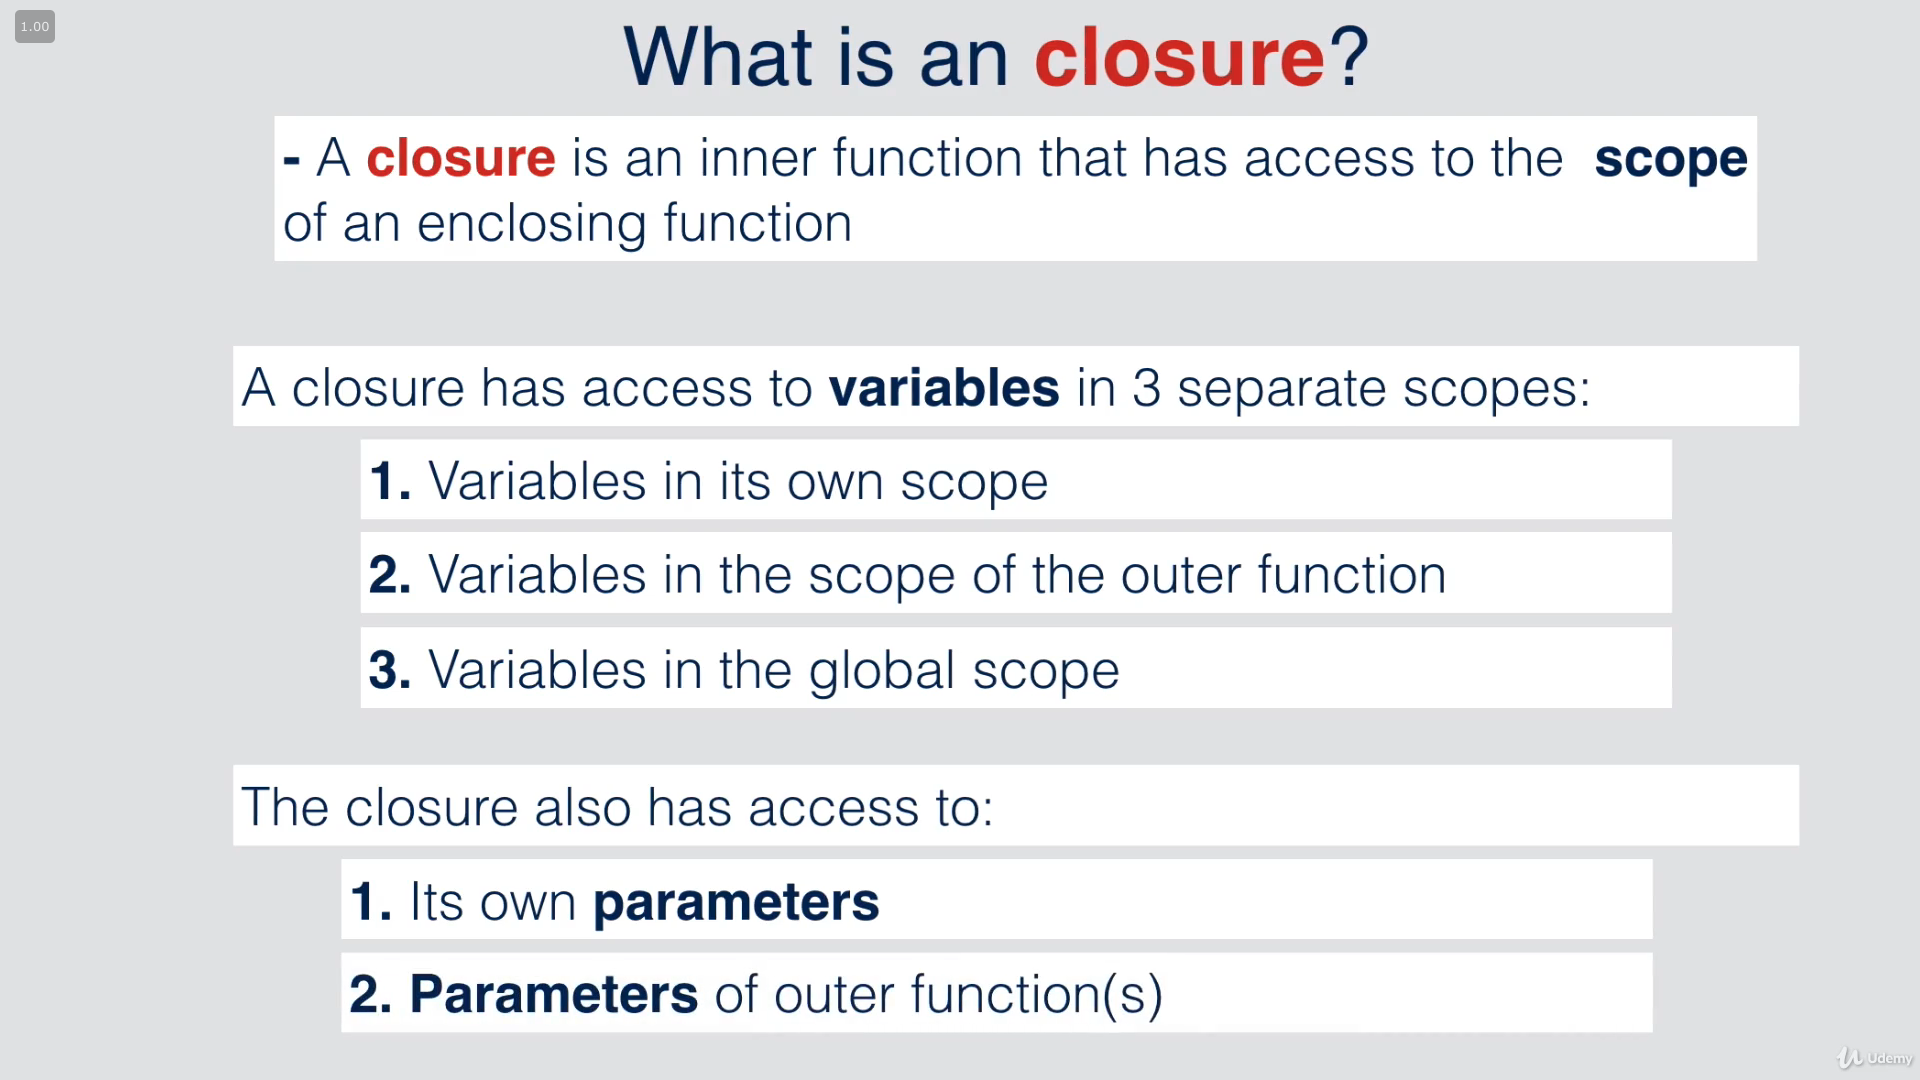 1.00
What is an closure?
- A closure is an inner function that has access to the scope
of an enclosing function
A closure has access to variables in 3 separate scopes:
1. Variables in its own scope
2. Variables in the scope of the outer function
3. Variables in the global scope
The closure also has access to:
1. Its own parameters
2. Parameters of outer function(s)
Udemy